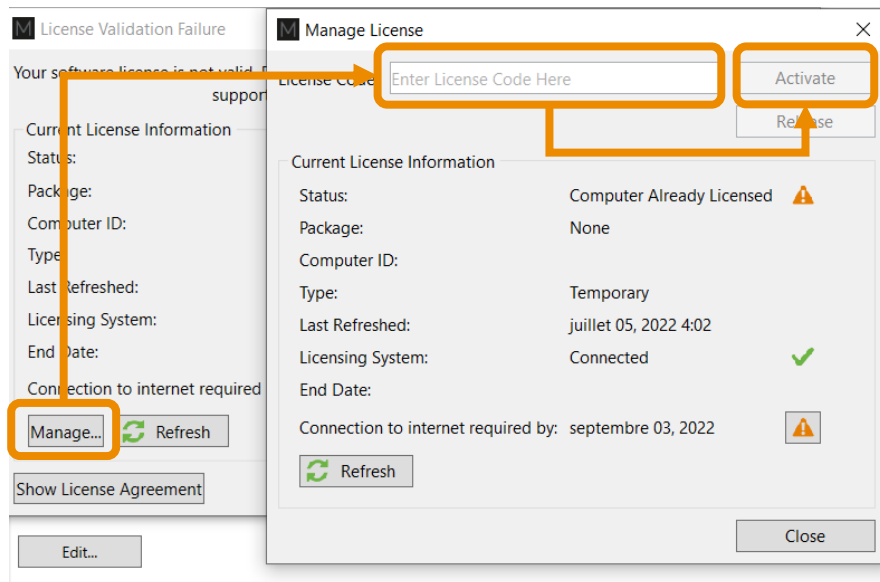 License Validation Failure
Your software license is not valid.
support
Current License Information
Status:
Package:
Computer ID:
Type
Last Refreshed:
Licensing System:
End Date:
Connection to internet required
Manage...
Refresh
Show License Agreement
Edit...
Manage License
License Code
Enter License Code Here
Activate
Release
Current License Information
Status: Computer Already Licensed
Package: None
Computer ID:
Type: Temporary
Last Refreshed: juillet 05, 2022 4:02
Licensing System: Connected
End Date:
Connection to internet required by: septembre 03, 2022
Refresh
Close